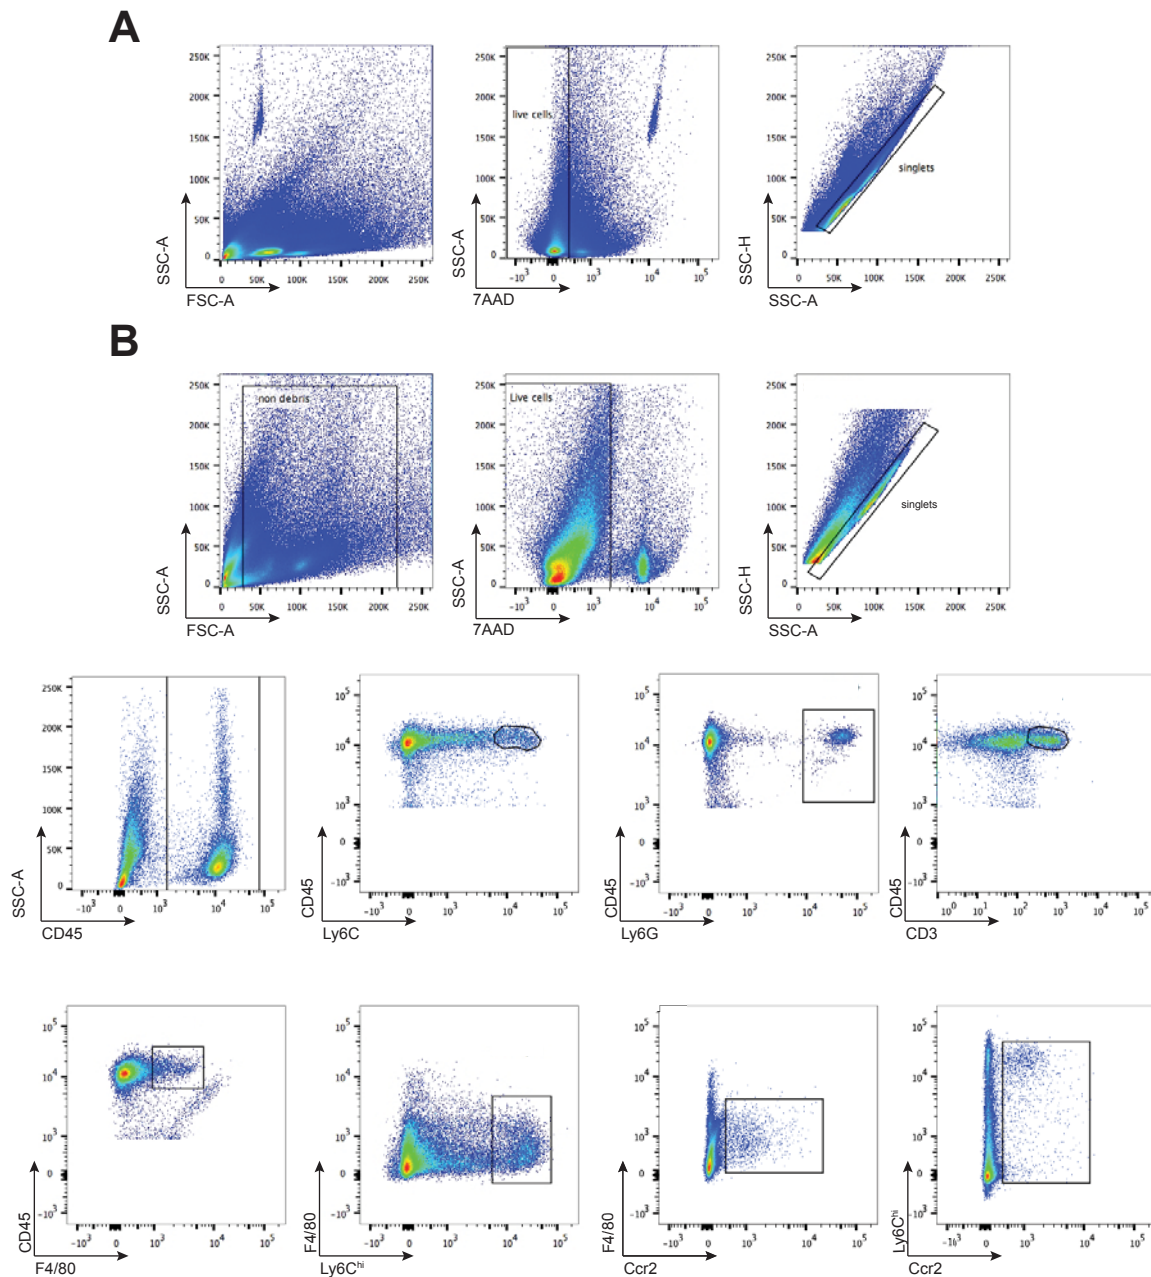 A
250K
200K
150K
100K
50K
0
SSC-A
0
50K
100K
150K
200K
250K
FSC-A
live cells
250K
200K
150K
100K
50K
0
SSC-A
-10³
0
10³
10⁴
10⁵
7AAD
singlets
250K
200K
150K
100K
50K
0
SSC-H
0
50K
100K
150K
200K
250K
SSC-A
B
non debris
250K
200K
150K
100K
50K
0
SSC-A
0
50K
100K
150K
200K
250K
FSC-A
Live cells
250K
200K
150K
100K
50K
0
SSC-A
-10³
0
10³
10⁴
10⁵
7AAD
singlets
250K
200K
150K
100K
50K
0
SSC-H
0
50K
100K
150K
200K
250K
SSC-A
250K
200K
150K
100K
50K
0
SSC-A
-10³
0
10³
10⁴
10⁵
CD45
10⁵
10⁴
10³
0
-10³
CD45
-10³
0
10³
10⁴
10⁵
Ly6C
10⁵
10⁴
10³
0
-10³
CD45
-10³
0
10³
10⁴
10⁵
Ly6G
10⁵
10⁴
10³
0
-10³
CD45
10⁰
10¹
10²
10³
10⁴
10⁵
CD3
10⁵
10⁴
10³
0
-10³
CD45
-10³
0
10³
10⁴
10⁵
F4/80
10⁵
10⁴
10³
0
-10³
F4/80
-10³
0
10³
10⁴
10⁵
Ly6Cʰⁱ
10⁵
10⁴
10³
0
-10³
F4/80
-10³
0
10³
10⁴
10⁵
Ccr2
10⁵
10⁴
10³
0
-10³
Ly6Cʰⁱ
-10³
0
10³
10⁴
10⁵
Ccr2